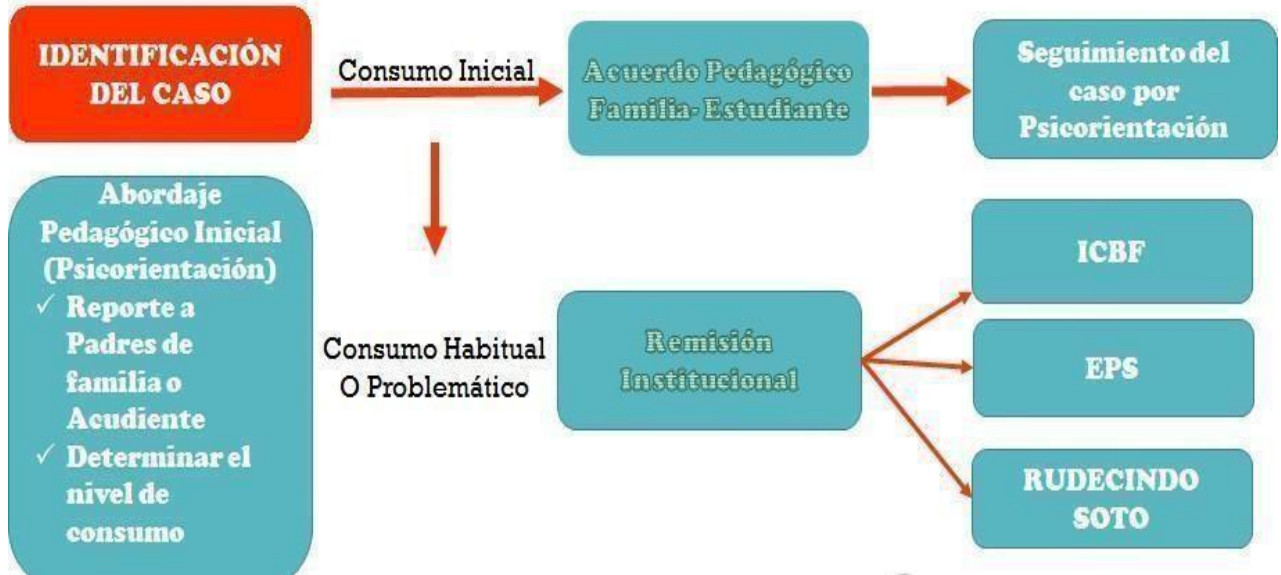 IDENTIFICACIÓN
DEL CASO
Consumo Inicial
Acuerdo Pedagógico
Familia- Estudiante
Seguimiento del
caso por
Psicorientación
Abordaje
Pedagógico Inicial
(Psicorientación)
✓ Reporte a
Padres de
familia o
Acudiente
✓ Determinar el
nivel de
consumo
Consumo Habitual
O Problemático
Remisión
Institucional
ICBF
EPS
RUDECINDO
SOTO